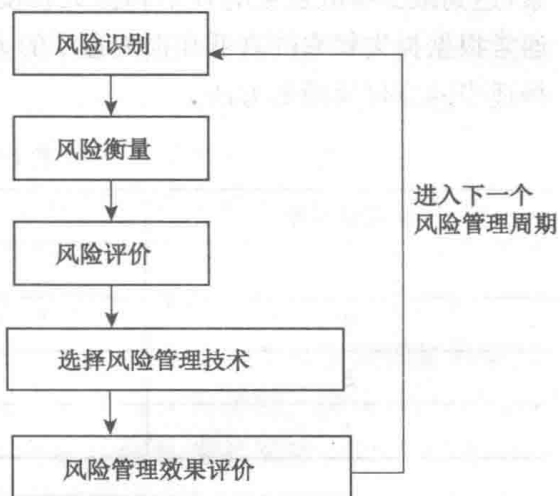 风险识别
风险衡量
风险评价
选择风险管理技术
风险管理效果评价
进入下一个
风险管理周期